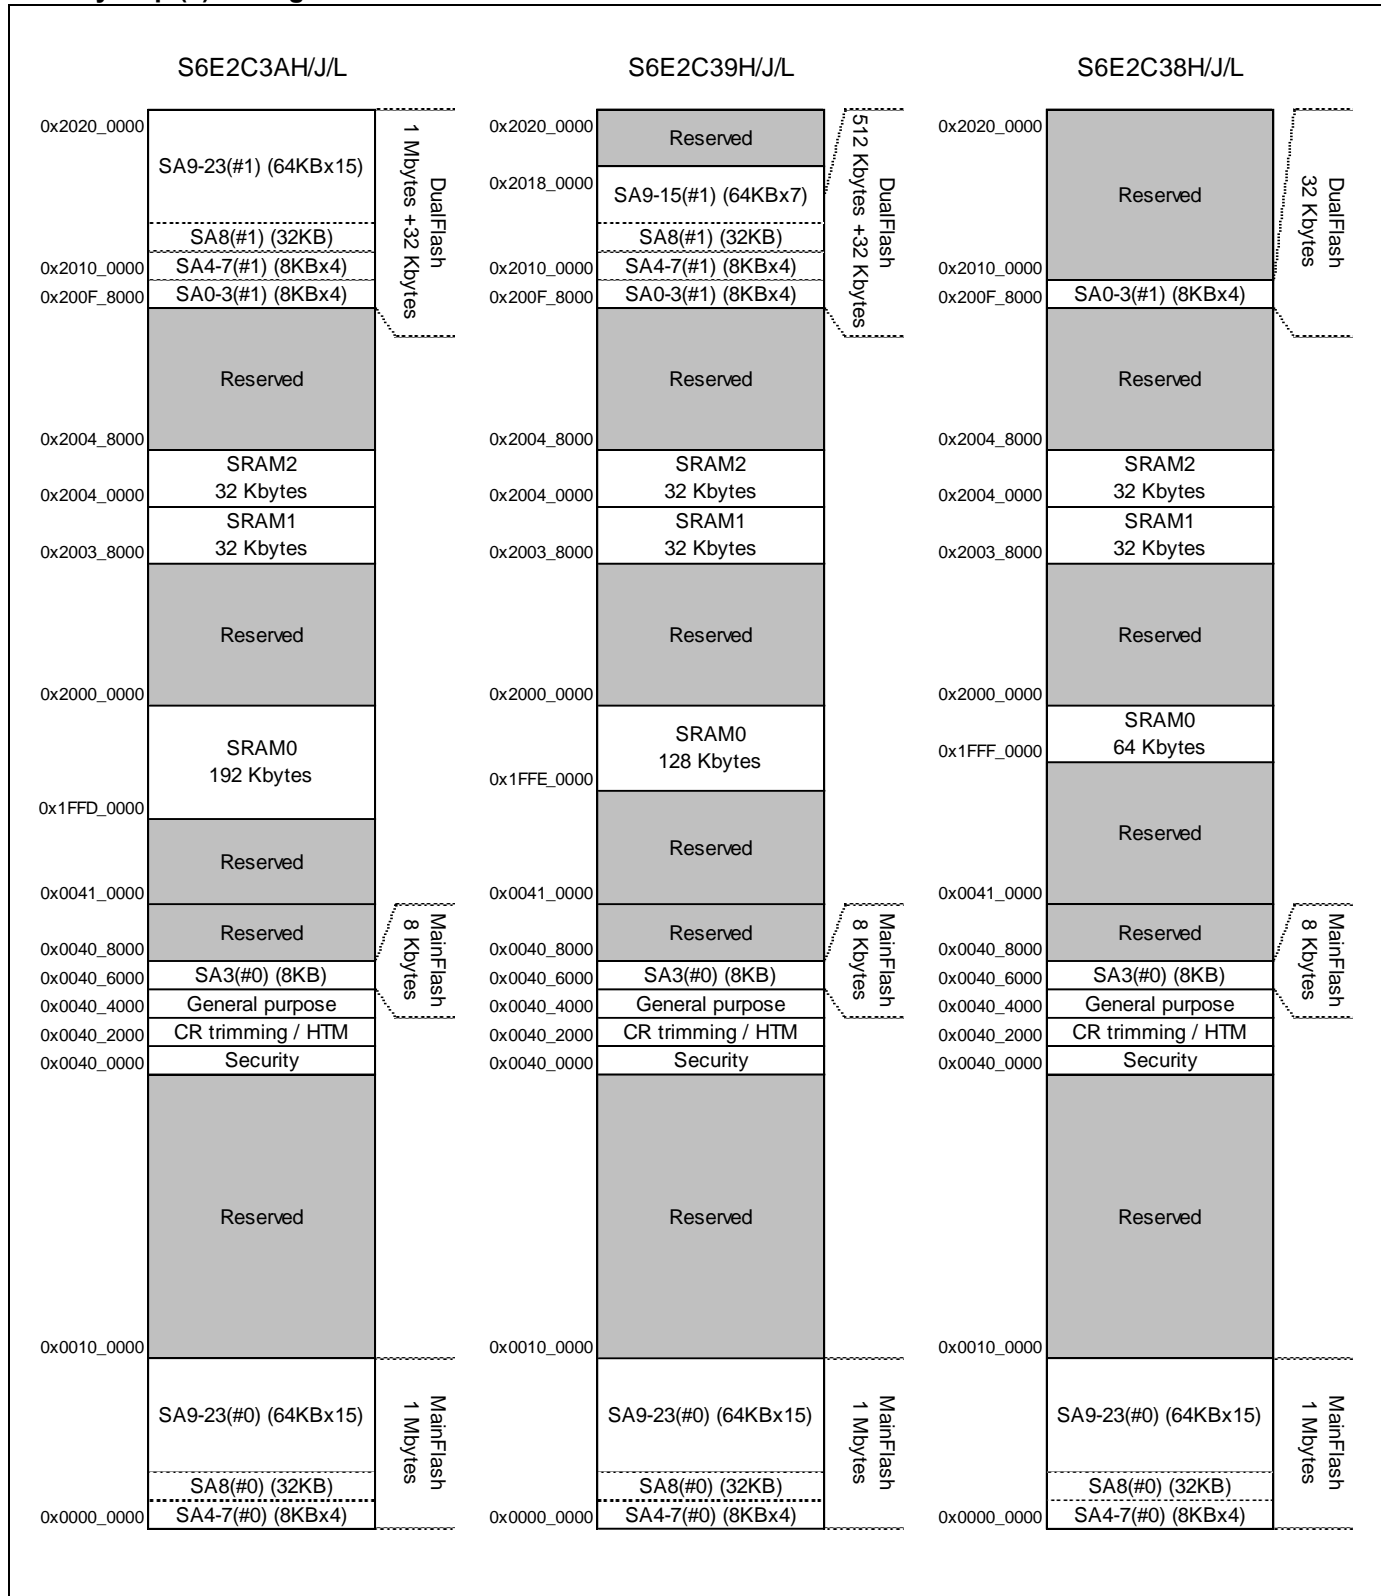 S6E2C3AH/J/L
0x2020_0000
SA9-23(#1) (64KBx15)
SA8(#1) (32KB)
0x2010_0000
SA4-7(#1) (8KBx4)
0x200F_8000
SA0-3(#1) (8KBx4)
DualFlash
1 Mbytes +32 Kbytes
Reserved
0x2004_8000
SRAM2
32 Kbytes
0x2004_0000
SRAM1
32 Kbytes
0x2003_8000
Reserved
0x2000_0000
SRAM0
192 Kbytes
0x1FFD_0000
Reserved
0x0041_0000
Reserved
0x0040_8000
MainFlash
8 Kbytes
0x0040_6000
SA3(#0) (8KB)
0x0040_4000
General purpose
0x0040_2000
CR trimming / HTM
0x0040_0000
Security
Reserved
0x0010_0000
SA9-23(#0) (64KBx15)
SA8(#0) (32KB)
0x0000_0000
SA4-7(#0) (8KBx4)
MainFlash
1 Mbytes
S6E2C39H/J/L
0x2020_0000
Reserved
0x2018_0000
SA9-15(#1) (64KBx7)
SA8(#1) (32KB)
0x2010_0000
SA4-7(#1) (8KBx4)
0x200F_8000
SA0-3(#1) (8KBx4)
DualFlash
512 Kbytes +32 Kbytes
Reserved
0x2004_8000
SRAM2
32 Kbytes
0x2004_0000
SRAM1
32 Kbytes
0x2003_8000
Reserved
0x2000_0000
SRAM0
128 Kbytes
0x1FFE_0000
Reserved
0x0041_0000
Reserved
0x0040_8000
MainFlash
8 Kbytes
0x0040_6000
SA3(#0) (8KB)
0x0040_4000
General purpose
0x0040_2000
CR trimming / HTM
0x0040_0000
Security
Reserved
0x0010_0000
SA9-23(#0) (64KBx15)
SA8(#0) (32KB)
0x0000_0000
SA4-7(#0) (8KBx4)
MainFlash
1 Mbytes
S6E2C38H/J/L
0x2020_0000
Reserved
0x2010_0000
0x200F_8000
SA0-3(#1) (8KBx4)
DualFlash
32 Kbytes
Reserved
0x2004_8000
SRAM2
32 Kbytes
0x2004_0000
SRAM1
32 Kbytes
0x2003_8000
Reserved
0x2000_0000
SRAM0
64 Kbytes
0x1FFF_0000
Reserved
0x0041_0000
Reserved
0x0040_8000
MainFlash
8 Kbytes
0x0040_6000
SA3(#0) (8KB)
0x0040_4000
General purpose
0x0040_2000
CR trimming / HTM
0x0040_0000
Security
Reserved
0x0010_0000
SA9-23(#0) (64KBx15)
SA8(#0) (32KB)
0x0000_0000
SA4-7(#0) (8KBx4)
MainFlash
1 Mbytes